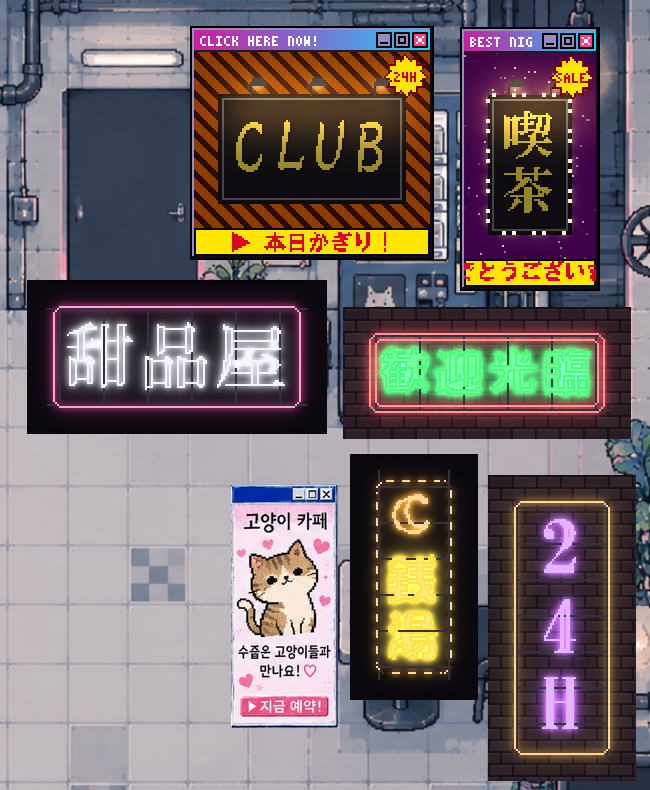 CLICK HERE NOW!
24H
CLUB
▶ 本日かぎり!
BEST NIG
SALE
喫
茶
でとうござい
甜品屋
歡迎光臨
고양이 카페
수줍은 고양이들과
만나요! ♡
▶지금 예약!
銭
湯
2
4
H